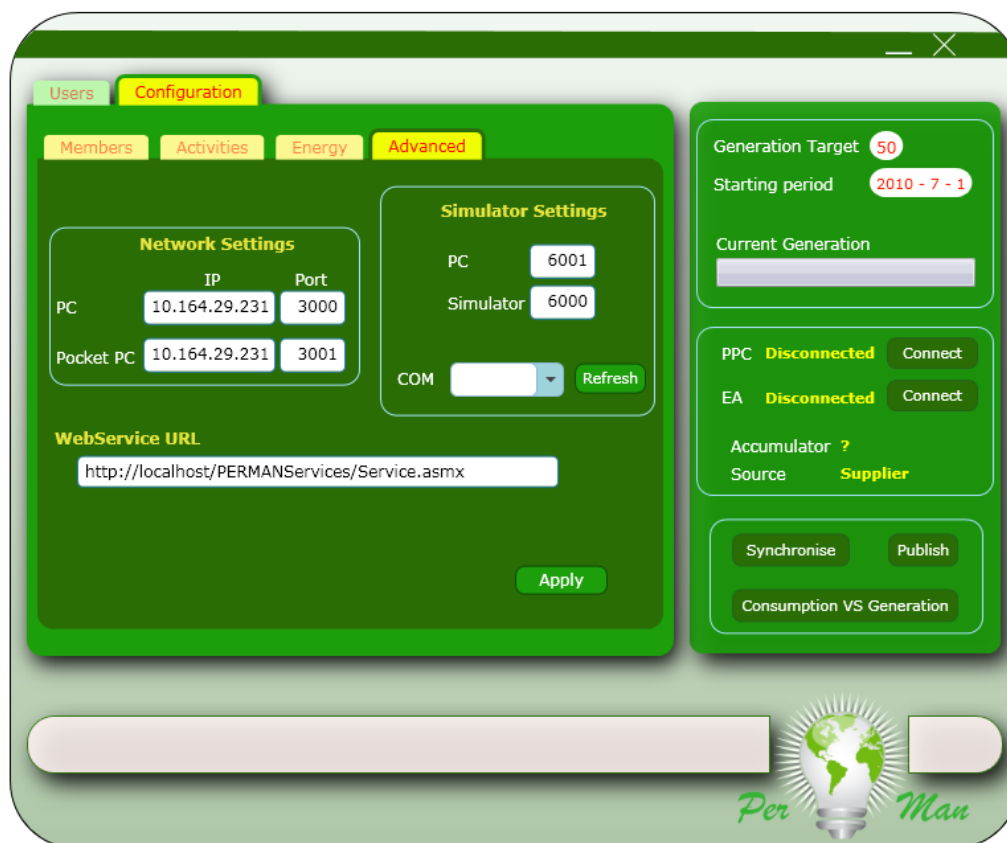 Users Configuration
Members Activities Energy Advanced
Network Settings
IP Port
PC 10.164.29.231 3000
Pocket PC 10.164.29.231 3001
Simulator Settings
PC 6001
Simulator 6000
COM Refresh
WebService URL
http://localhost/PERMANServices/Service.asmx
Apply
Generation Target 50
Starting period 2010 - 7 - 1
Current Generation
PPC Disconnected Connect
EA Disconnected Connect
Accumulator ?
Source Supplier
Synchronise Publish
Consumption VS Generation
Per Man